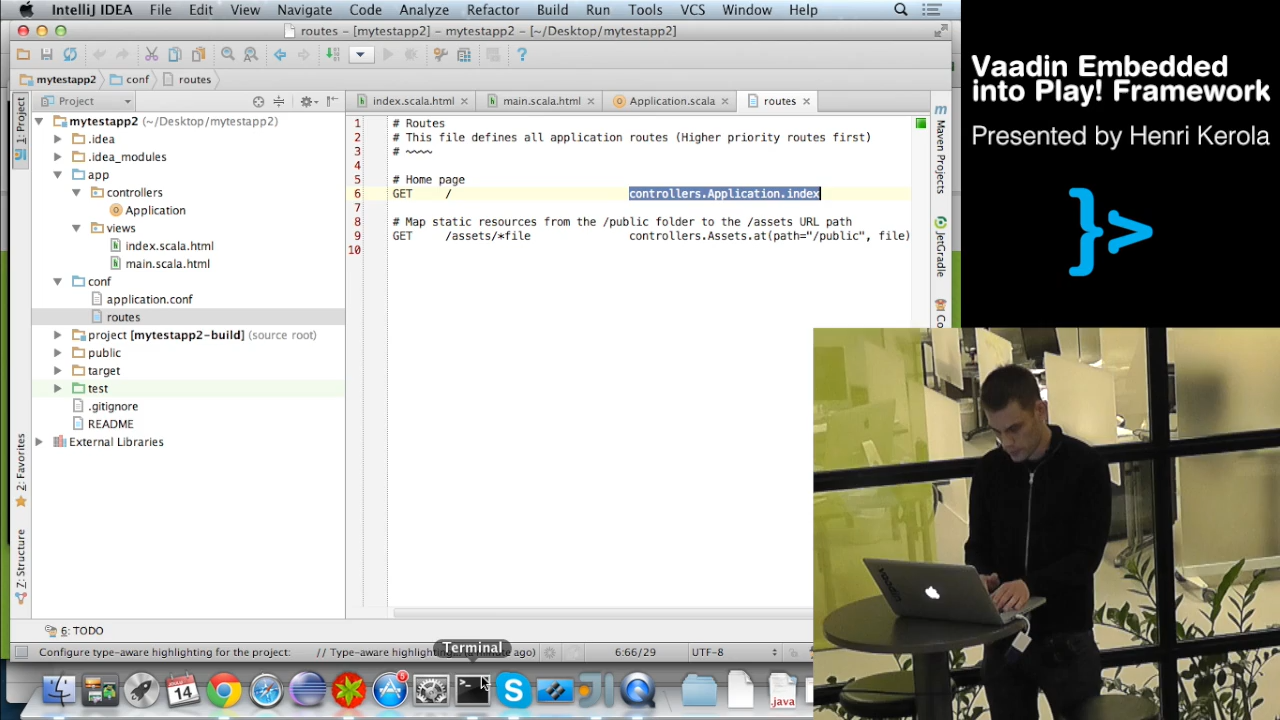 IntelliJ IDEA File Edit View Navigate Code Analyze Refactor Build Run Tools VCS Window Help
routes - [mytestapp2] - mytestapp2 - [~/Desktop/mytestapp2]
mytestapp2 conf routes
1: Project
Project
index.scala.html main.scala.html Application.scala routes
mytestapp2 (~/Desktop/mytestapp2)
.idea
.idea_modules
app
controllers
Application
views
index.scala.html
main.scala.html
conf
application.conf
routes
project [mytestapp2-build] (source root)
public
target
test
.gitignore
README
External Libraries
2: Favorites
7: Structure
1 # Routes
2 # This file defines all application routes (Higher priority routes first)
3 # ~~~~
4
5 # Home page
6 GET / controllers.Application.index
7
8 # Map static resources from the /public folder to the /assets URL path
9 GET /assets/*file controllers.Assets.at(path="/public", file)
10
Maven Projects
JetGradle
Co
6: TODO
Terminal
Configure type-aware highlighting for the project: // Type-aware highlighting minute ago) 6:66/29 UTF-8
14
.java
Vaadin Embedded
into Play! Framework
Presented by Henri Kerola
}>
vaadin